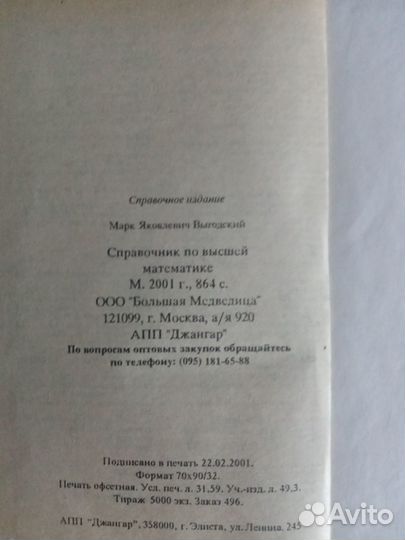 Справочное издание
Марк Яковлевич Выгодский
Справочник по высшей
математике
М. 2001 г., 864 с.
ООО "Большая Медведица"
121099, г. Москва, а/я 920
АПП "Джангар"
По вопросам оптовых закупок обращайтесь
по телефону: (095) 181-65-88
Подписано в печать 22.02.2001.
Формат 70x90/32.
Печать офсетная. Усл. печ. л. 31,59. Уч.-изд. л. 49,3.
Тираж 5000 экз. Заказ 496.
АПП "Джангар", 358000, г. Элиста, ул. Ленина, 245
Avito